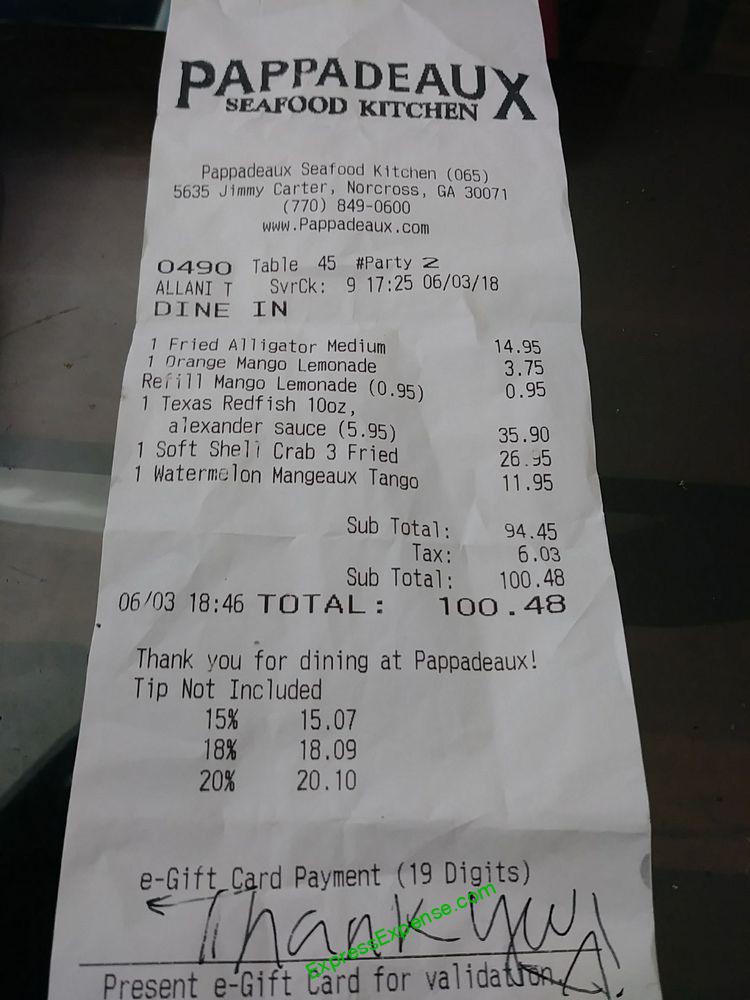 PAPPADEAUX
SEAFOOD KITCHEN
Pappadeaux Seafood Kitchen (065)
5635 Jimmy Carter, Norcross, GA 30071
(770) 849-0600
www.Pappadeaux.com
0490 Table 45 #Party 2
ALLANI T SvrCk: 9 17:25 06/03/18
DINE IN
1 Fried Alligator Medium 14.95
1 Orange Mango Lemonade 3.75
Refill Mango Lemonade (0.95) 0.95
1 Texas Redfish 10oz,
alexander sauce (5.95) 35.90
1 Soft Shell Crab 3 Fried 26.95
1 Watermelon Mangeaux Tango 11.95
Sub Total: 94.45
Tax: 6.03
Sub Total: 100.48
06/03 18:46 TOTAL: 100.48
Thank you for dining at Pappadeaux!
Tip Not Included
15% 15.07
18% 18.09
20% 20.10
e-Gift Card Payment (19 Digits)
Thank you!
ExpressExpense.com
Present e-Gift Card for validation